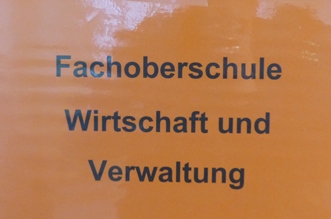 Fachoberschule
Wirtschaft und
Verwaltung